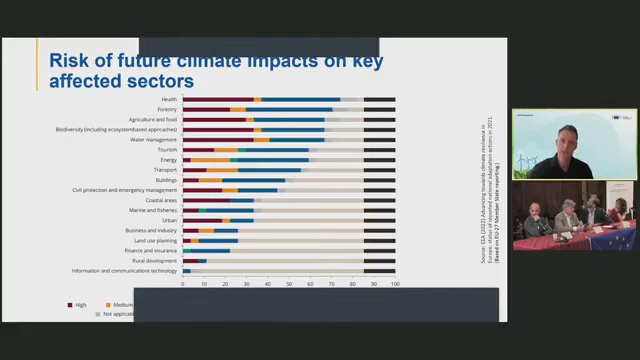 Risk of future climate impacts on key
affected sectors
Health
Forestry
Agriculture and food
Biodiversity (including ecosystembased approaches)
Water management
Tourism
Energy
Transport
Buildings
Civil protection and emergency management
Coastal areas
Marine and fisheries
Urban
Business and industry
Land use planning
Finance and insurance
Rural development
Information and communications technology
0 10 20 30 40 50 60 70 80 90 100
High Medium
Not applicable
Source: EEA (2022) Advancing towards climate resilience in
Europe: status of reported national adaptation actions in 2021.
(Based on EU-27 Member State reporting.)